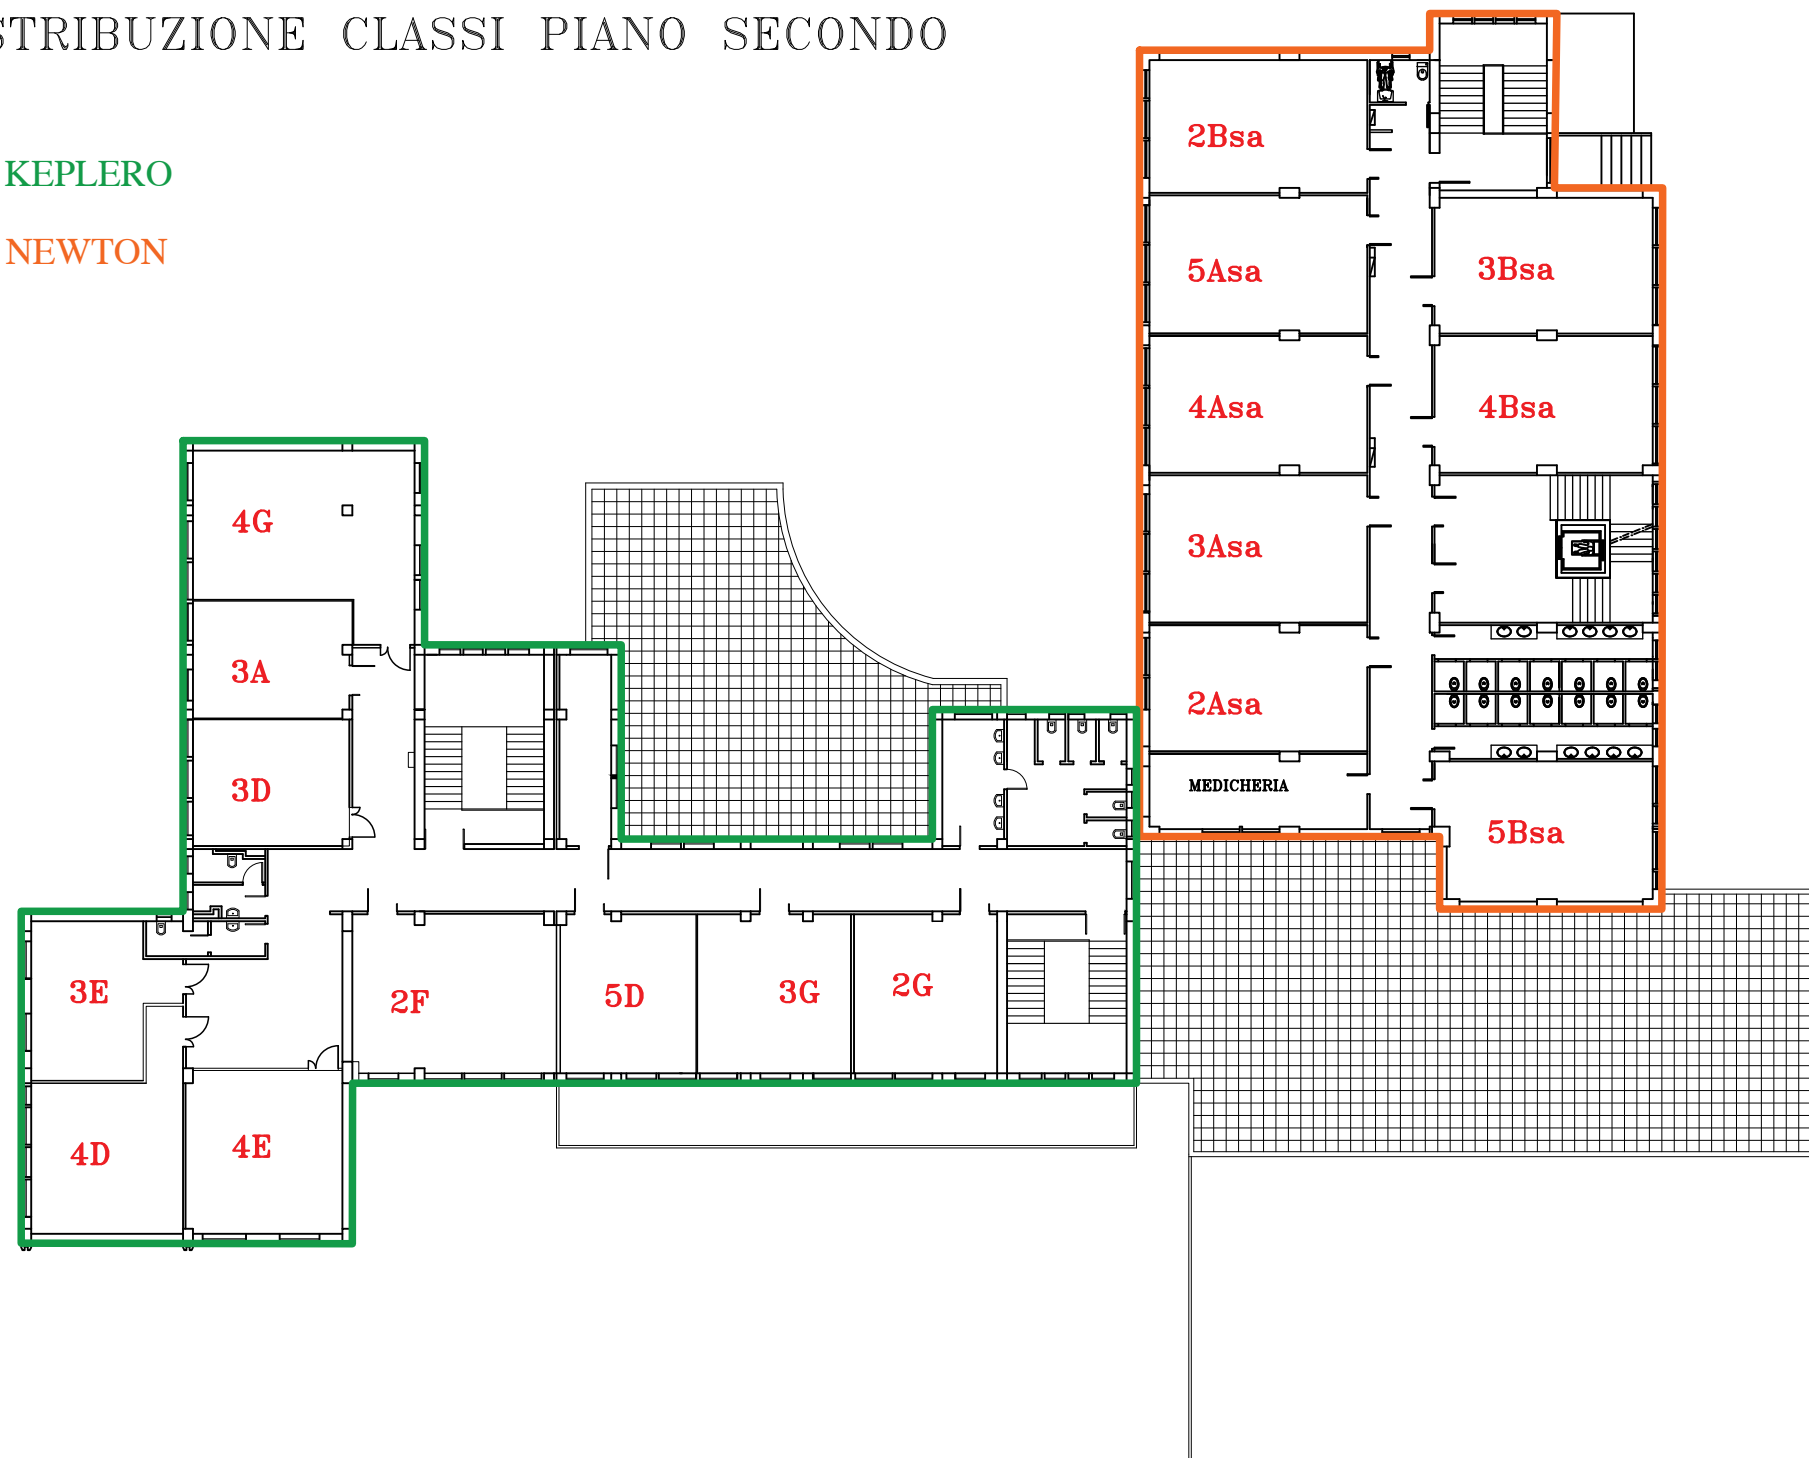 STRIBUZIONE CLASSI PIANO SECONDO
KEPLERO
NEWTON
2Bsa
5Asa
3Bsa
4Asa
4Bsa
3Asa
2Asa
MEDICHERIA
5Bsa
4G
3A
3D
3E
2F
5D
3G
2G
4D
4E